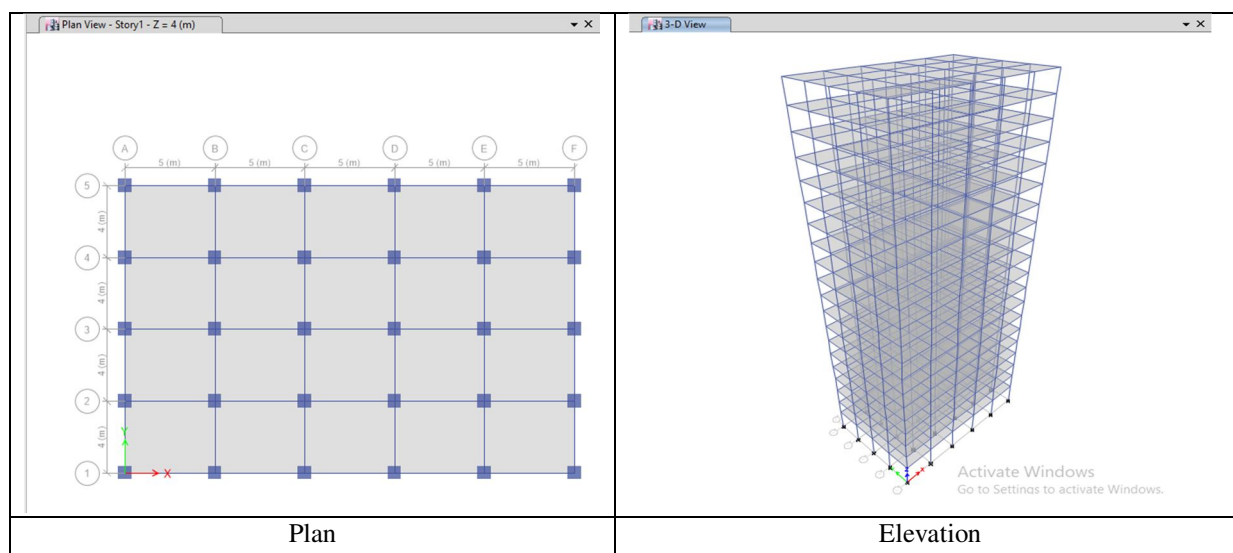 Plan View - Story1 - Z = 4 (m)
A B C D E F
5 (m) 5 (m) 5 (m) 5 (m) 5 (m)
5
4 (m)
4
4 (m)
3
4 (m)
2
4 (m)
Y
1
X
Plan
3-D View
Activate Windows
Go to Settings to activate Windows.
Elevation